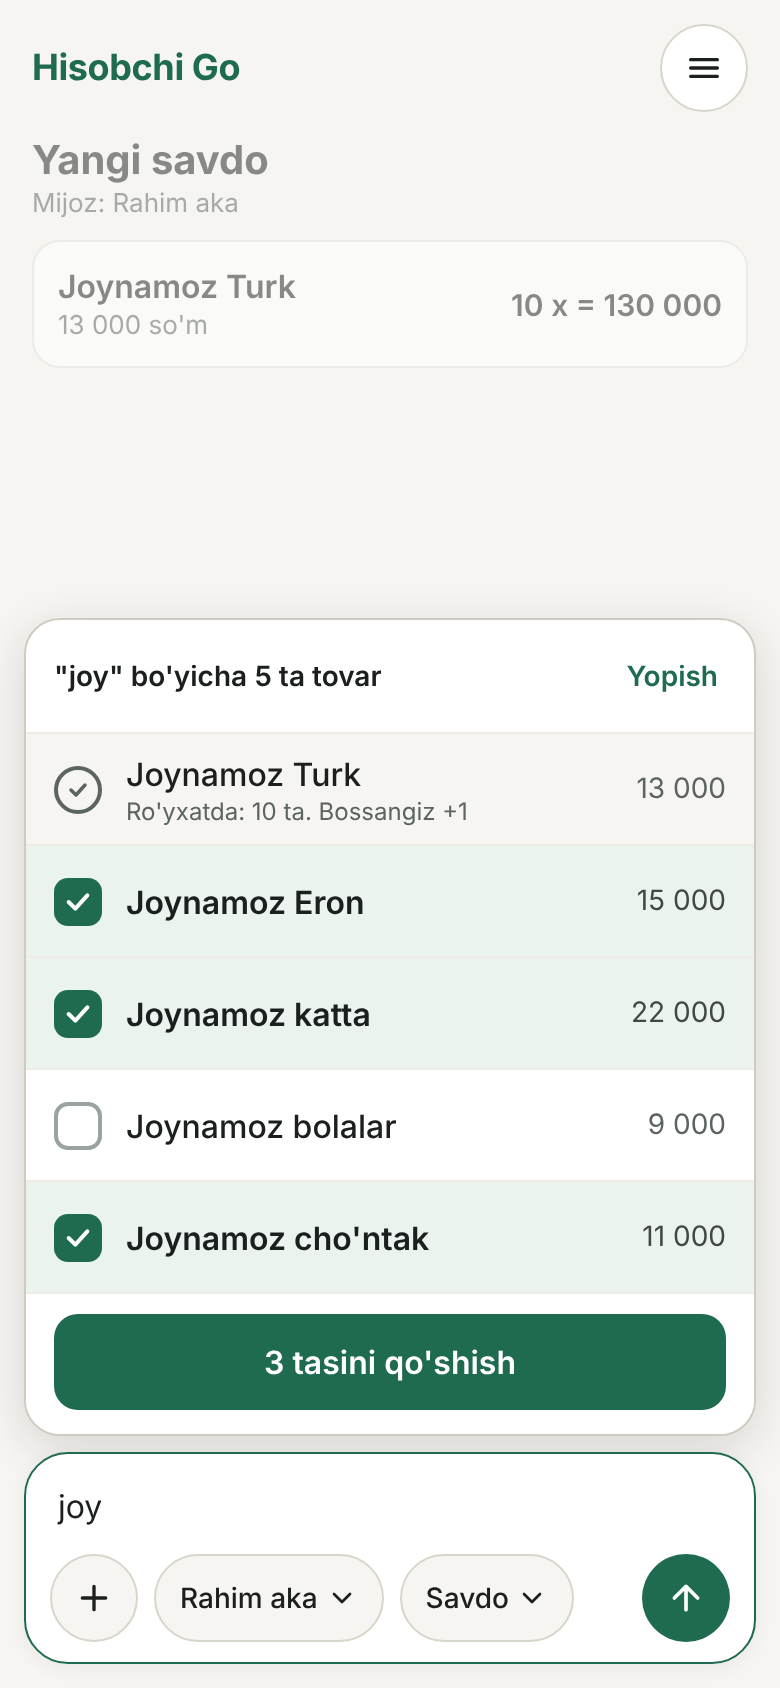 Hisobchi Go
Yangi savdo
Mijoz: Rahim aka
Joynamoz Turk
13 000 so'm
10 x = 130 000
"joy" bo'yicha 5 ta tovar
Yopish
Joynamoz Turk
Ro'yxatda: 10 ta. Bossangiz +1
13 000
Joynamoz Eron
15 000
Joynamoz katta
22 000
Joynamoz bolalar
9 000
Joynamoz cho'ntak
11 000
3 tasini qo'shish
joy
Rahim aka
Savdo